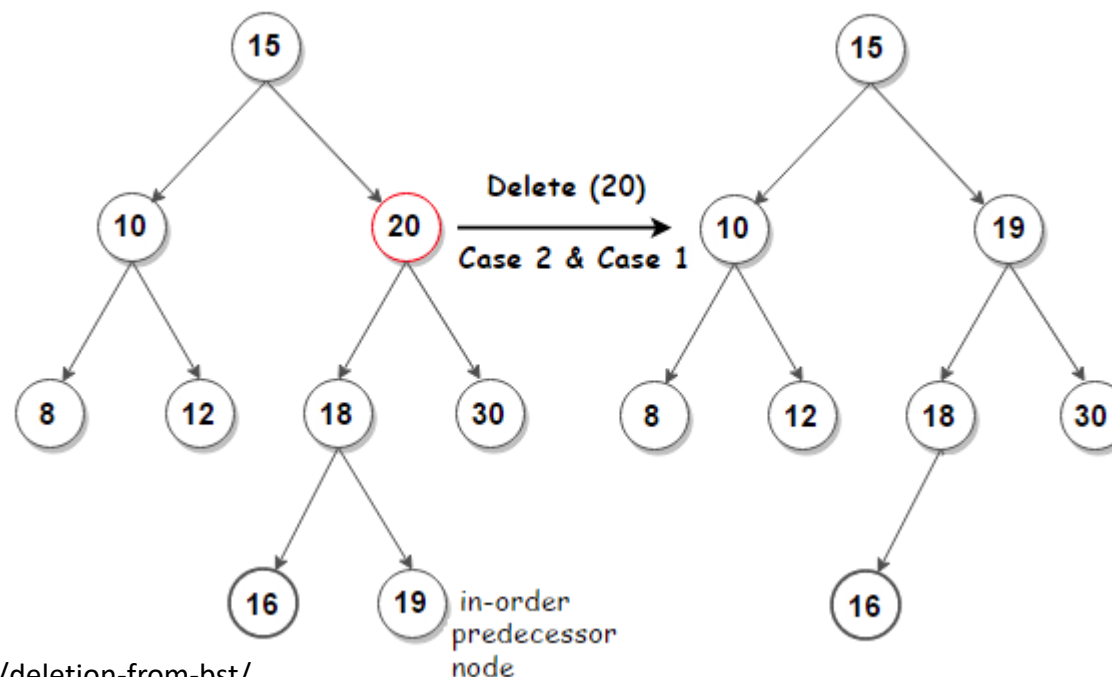 15
15
Delete (20)
10
20
10
19
Case 2 & Case 1
8
12
18
30
8
12
18
30
16
19
in-order
predecessor
node
16
/deletion-from-bst/